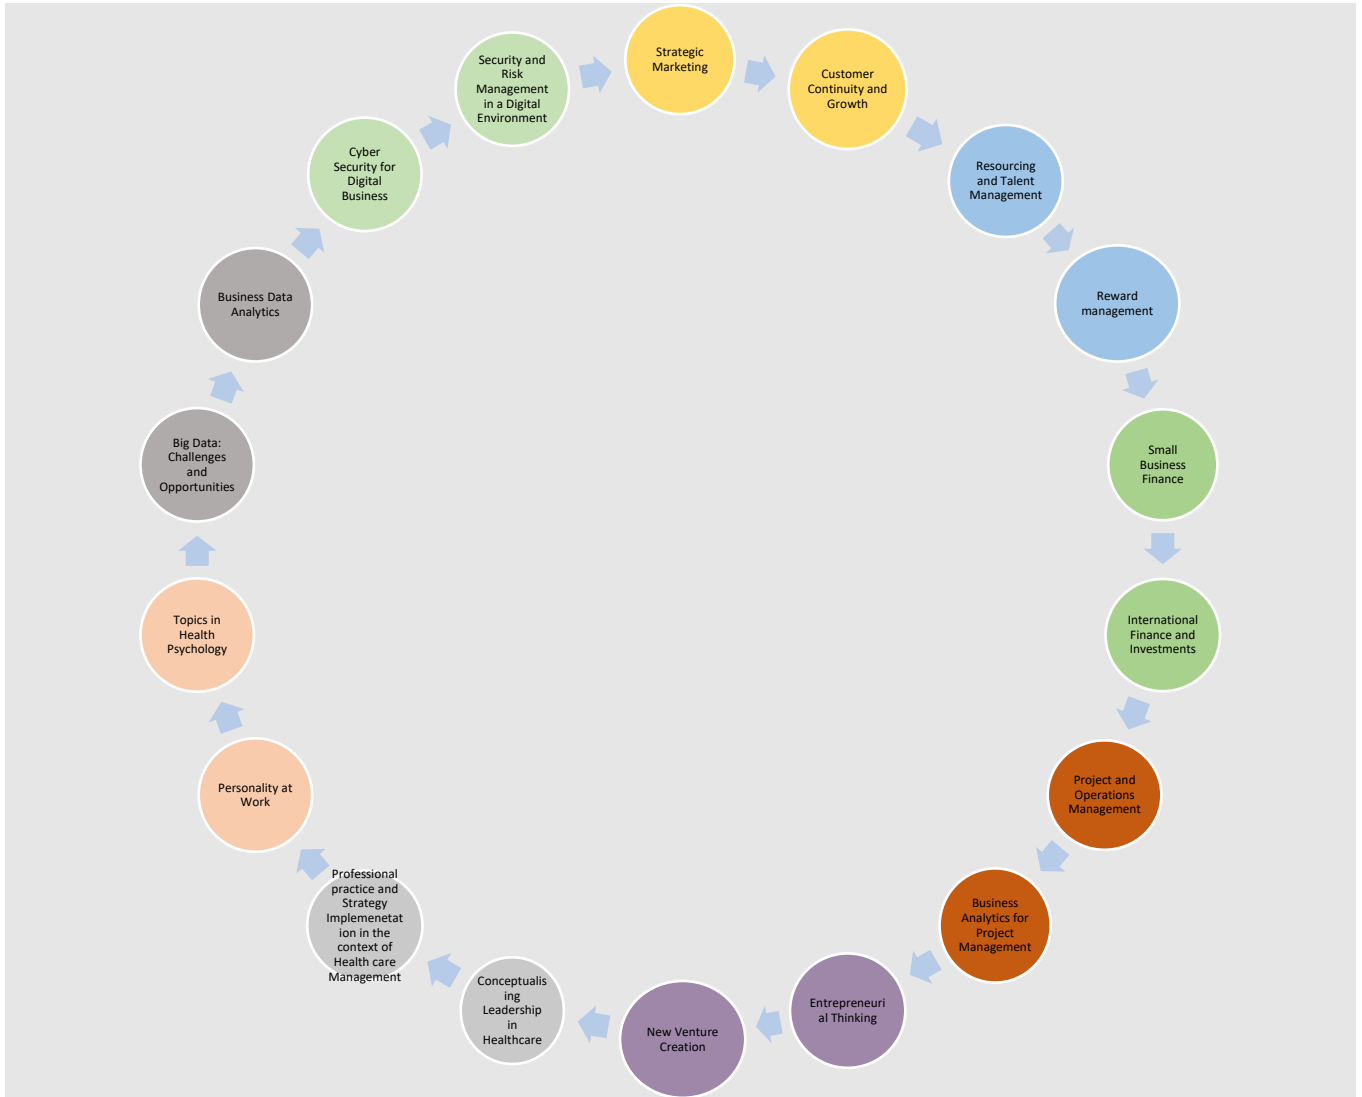 Strategic
Marketing
Customer
Continuity and
Growth
Resourcing
and Talent
Management
Reward
management
Small
Business
Finance
International
Finance and
Investments
Project and
Operations
Management
Business
Analytics for
Project
Management
Entrepreneuri
al Thinking
New Venture
Creation
Conceptualis
ing
Leadership
in
Healthcare
Professional
practice and
Strategy
Implemenetat
ion in the
context of
Health care
Management
Personality at
Work
Topics in
Health
Psychology
Big Data:
Challenges
and
Opportunities
Business Data
Analytics
Cyber
Security for
Digital
Business
Security and
Risk
Management
in a Digital
Environment